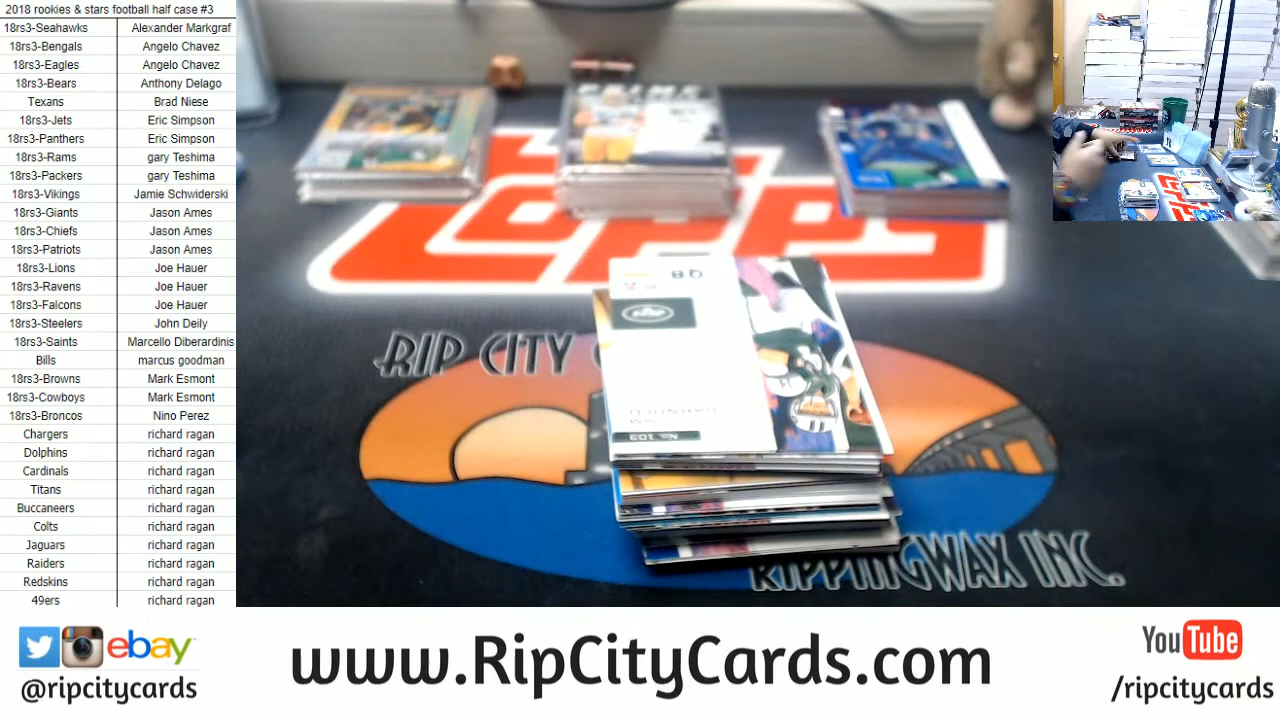 2018 rookies & stars football half case #3
18rs3-Seahawks Alexander Markgraf
18rs3-Bengals Angelo Chavez
18rs3-Eagles Angelo Chavez
18rs3-Bears Anthony Delago
Texans Brad Niese
18rs3-Jets Eric Simpson
18rs3-Panthers Eric Simpson
18rs3-Rams gary Teshima
18rs3-Packers gary Teshima
18rs3-Vikings Jamie Schwiderski
18rs3-Giants Jason Ames
18rs3-Chiefs Jason Ames
18rs3-Patriots Jason Ames
18rs3-Lions Joe Hauer
18rs3-Ravens Joe Hauer
18rs3-Falcons Joe Hauer
18rs3-Steelers John Deily
18rs3-Saints Marcello Diberardinis
Bills marcus goodman
18rs3-Browns Mark Esmont
18rs3-Cowboys Mark Esmont
18rs3-Broncos Nino Perez
Chargers richard ragan
Dolphins richard ragan
Cardinals richard ragan
Titans richard ragan
Buccaneers richard ragan
Colts richard ragan
Jaguars richard ragan
Raiders richard ragan
Redskins richard ragan
49ers richard ragan
PRIME
TOPPS
QB
RIP CITY
No. 103
RIPPINGWAX INC.
ebay
@ripcitycards
www.RipCityCards.com
YouTube
/ripcitycards